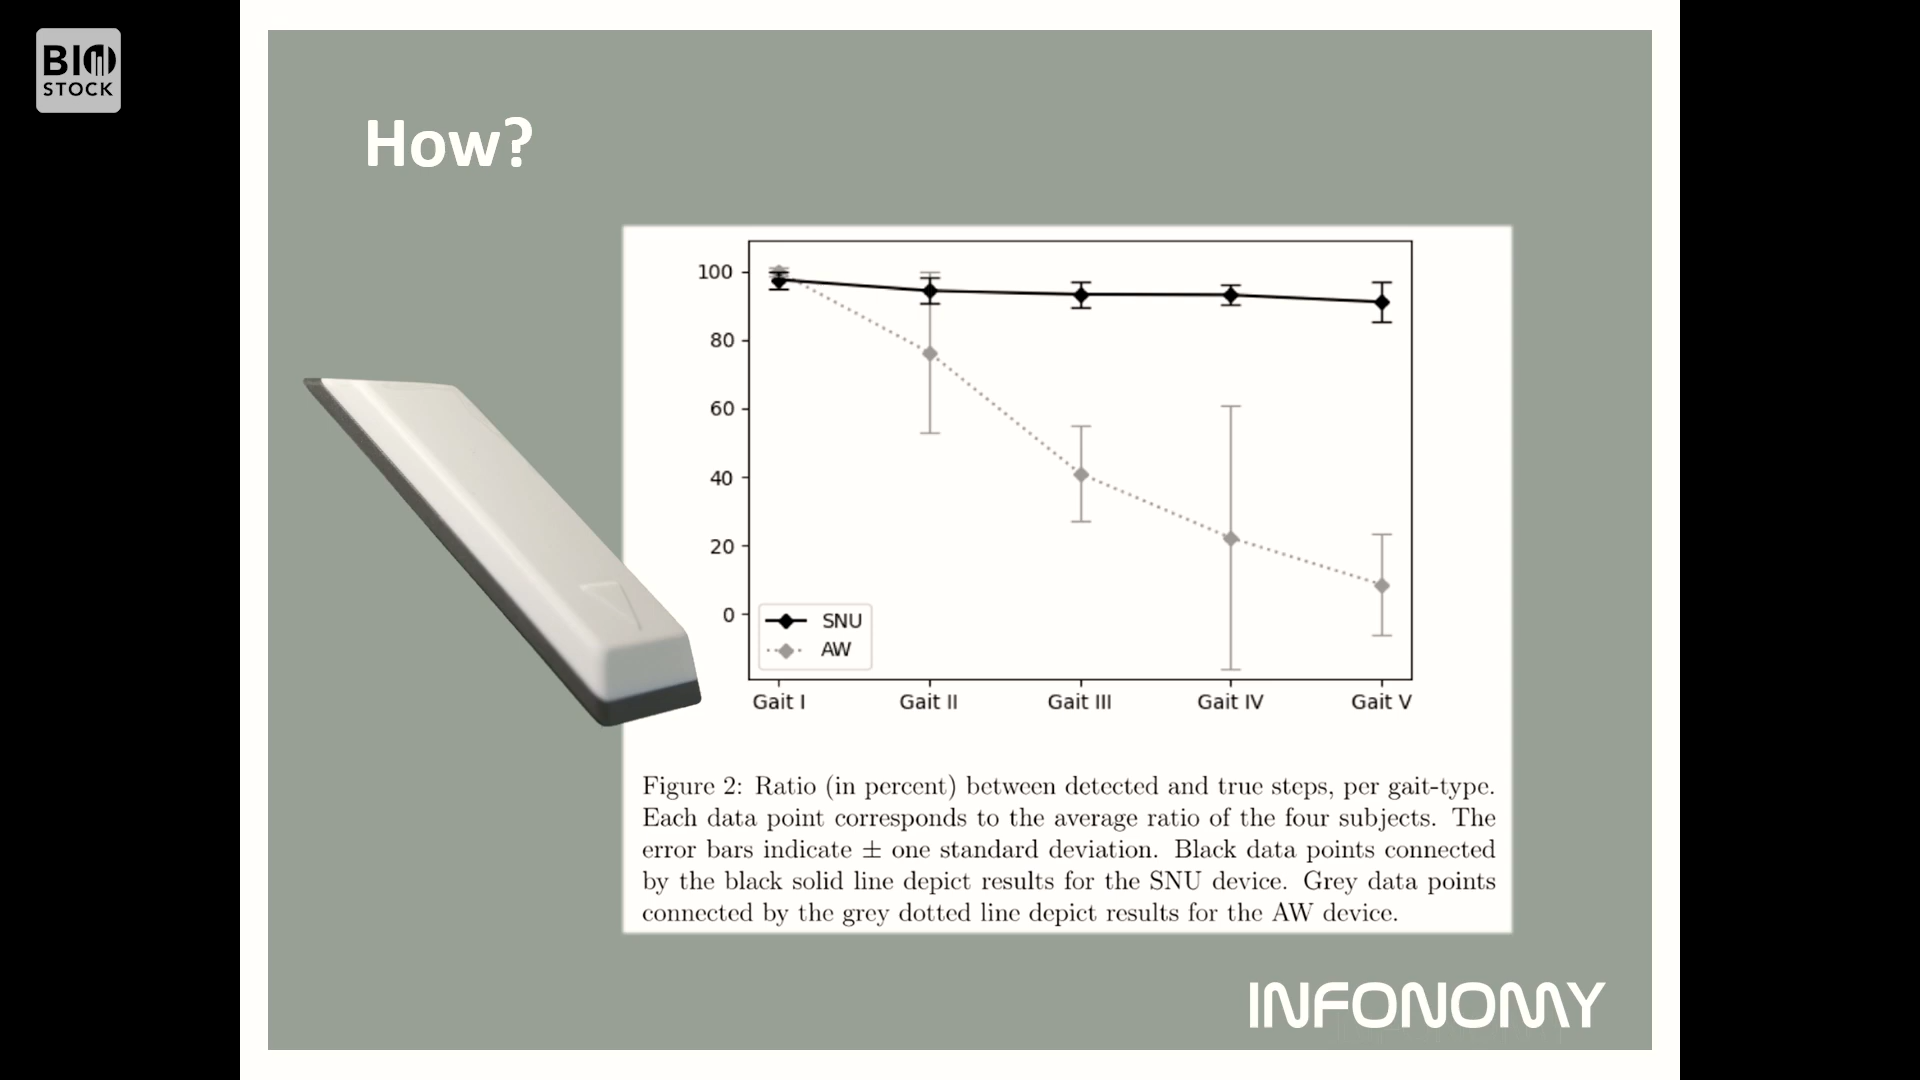 BIO
STOCK
How?
100
80
60
40
20
0
SNU
AW
Gait I
Gait II
Gait III
Gait IV
Gait V
Figure 2: Ratio (in percent) between detected and true steps, per gait-type.
Each data point corresponds to the average ratio of the four subjects. The
error bars indicate ± one standard deviation. Black data points connected
by the black solid line depict results for the SNU device. Grey data points
connected by the grey dotted line depict results for the AW device.
INFONOMY